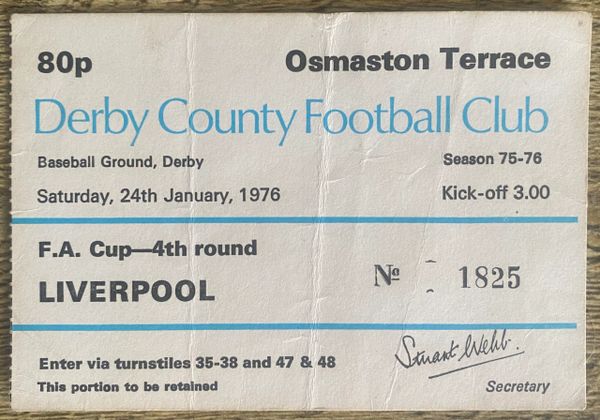 80p Osmaston Terrace
Derby County Football Club
Baseball Ground, Derby Season 75-76
Saturday, 24th January, 1976 Kick-off 3.00
F.A. Cup—4th round
LIVERPOOL Nº 1825
Enter via turnstiles 35-38 and 47 & 48 Stuart Webb.
This portion to be retained Secretary